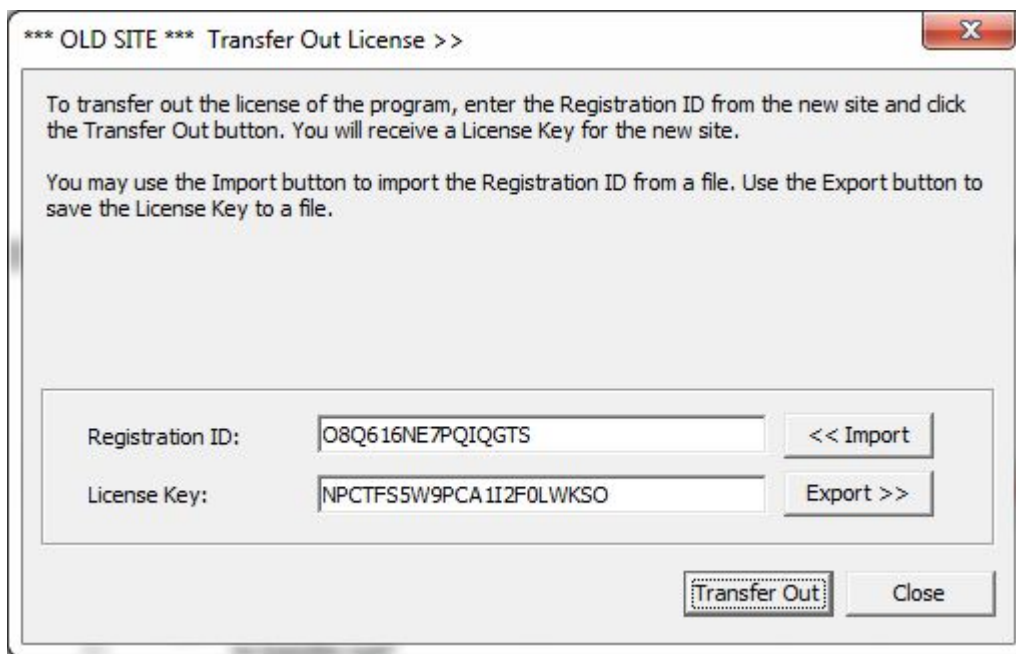 *** OLD SITE *** Transfer Out License >>
X
To transfer out the license of the program, enter the Registration ID from the new site and click
the Transfer Out button. You will receive a License Key for the new site.
You may use the Import button to import the Registration ID from a file. Use the Export button to
save the License Key to a file.
Registration ID: O8Q616NE7PQIQGTS << Import
License Key: NPCTFS5W9PCA1I2F0LWKSO Export >>
Transfer Out Close